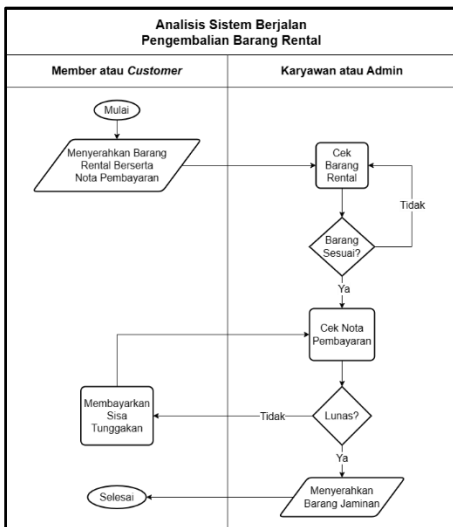 Analisis Sistem Berjalan
Pengembalian Barang Rental
Member atau Customer
Karyawan atau Admin
Mulai
Menyerahkan Barang
Rental Berserta
Nota Pembayaran
Cek
Barang
Rental
Tidak
Barang
Sesuai?
Ya
Cek Nota
Pembayaran
Membayarkan
Sisa
Tunggakan
Tidak
Lunas?
Ya
Selesai
Menyerahkan
Barang Jaminan